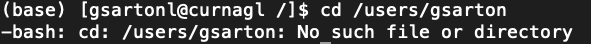 (base) [gsartonl@curnagl /]$ cd /users/gsarton
-bash: cd: /users/gsarton: No such file or directory